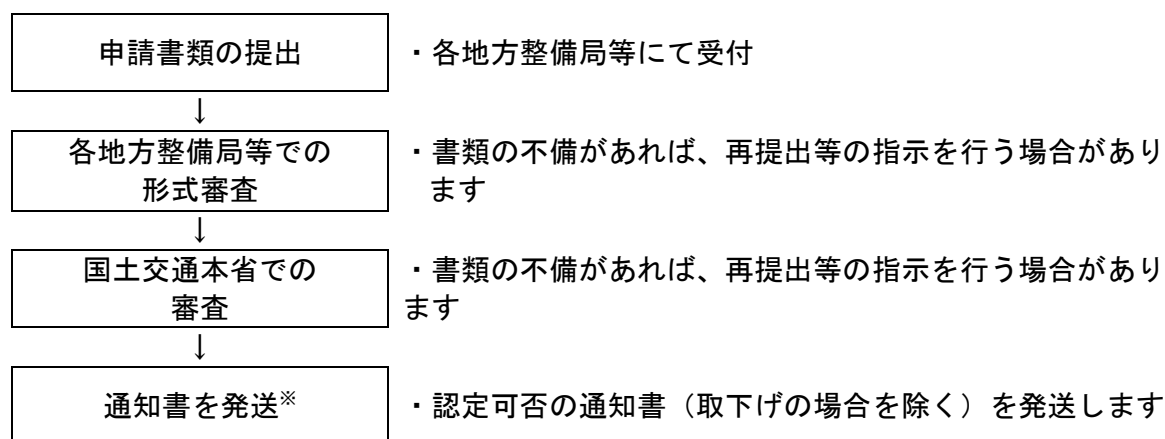 申請書類の提出 ・各地方整備局等にて受付
↓
各地方整備局等での
形式審査
・書類の不備があれば、再提出等の指示を行う場合があり
ます
↓
国土交通本省での
審査
・書類の不備があれば、再提出等の指示を行う場合があり
ます
↓
通知書を発送※ ・認定可否の通知書（取下げの場合を除く）を発送します